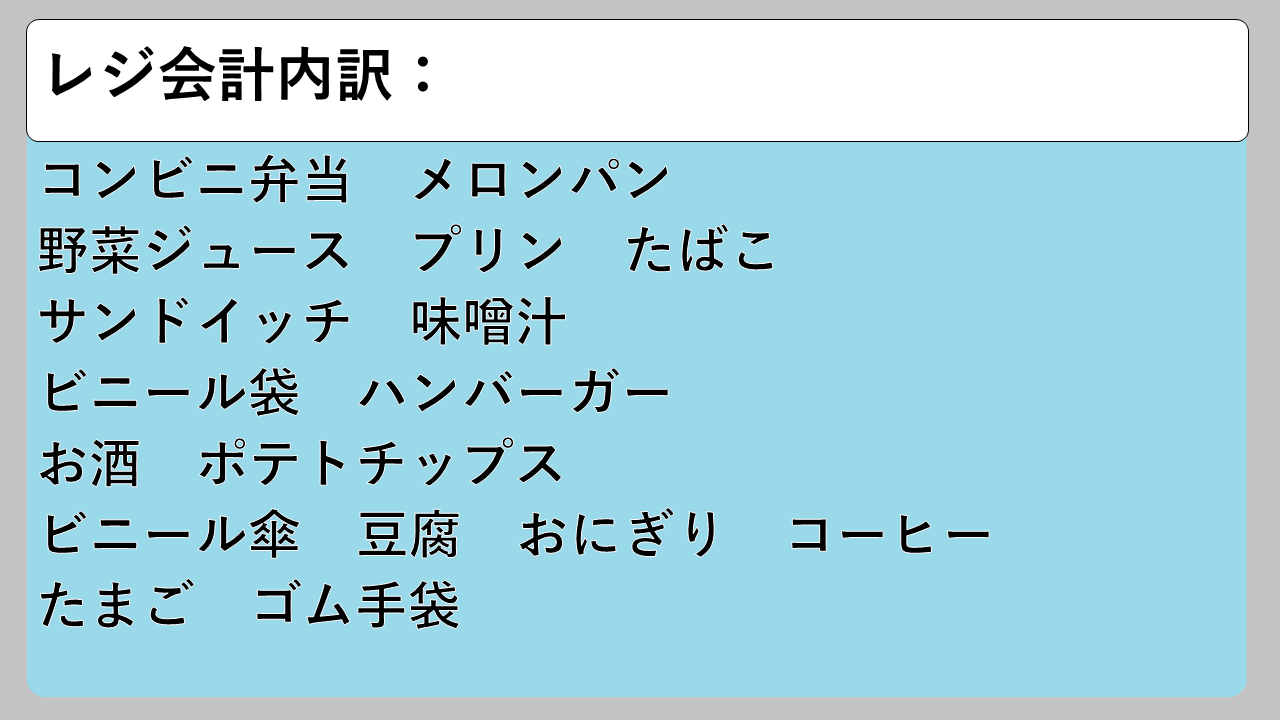 レジ会計内訳：
コンビニ弁当　メロンパン
野菜ジュース　プリン　たばこ
サンドイッチ　味噌汁
ビニール袋　ハンバーガー
お酒　ポテトチップス
ビニール傘　豆腐　おにぎり　コーヒー
たまご　ゴム手袋